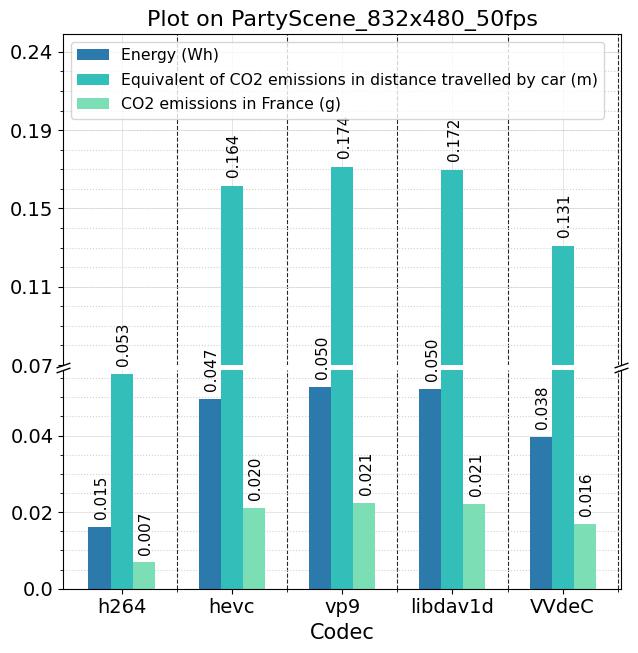 Plot on PartyScene_832x480_50fps
Energy (Wh)
Equivalent of CO2 emissions in distance travelled by car (m)
CO2 emissions in France (g)
0.24
0.19
0.15
0.11
0.07
0.04
0.02
0.0
0.015
0.053
0.007
0.047
0.164
0.020
0.050
0.174
0.021
0.050
0.172
0.021
0.038
0.131
0.016
h264
hevc
vp9
libdav1d
VVdeC
Codec